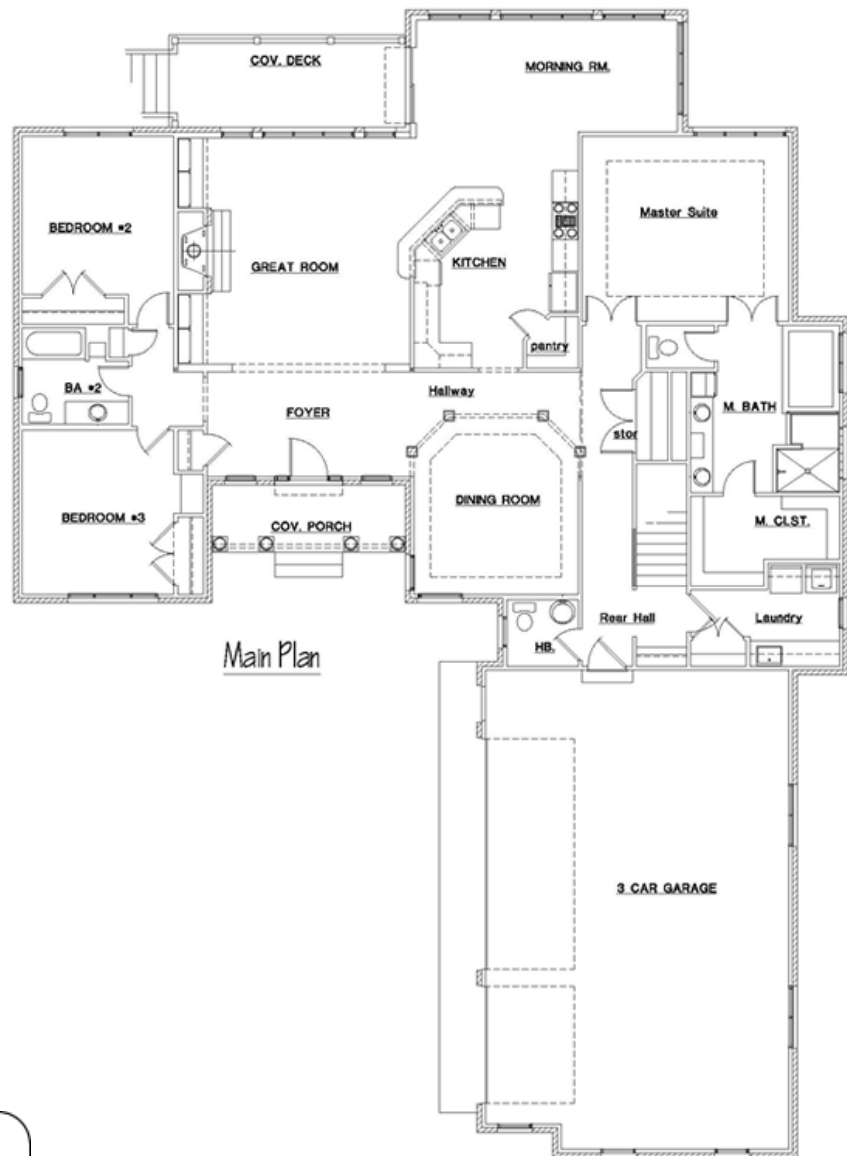 COV. DECK
MORNING RM.
Master Suite
BEDROOM #2
GREAT ROOM
KITCHEN
pantry
BA #2
Hallway
FOYER
stor
M. BATH
BEDROOM #3
COV. PORCH
DINING ROOM
M. CLST.
Rear Hall
Laundry
HB.
Main Plan
3 CAR GARAGE